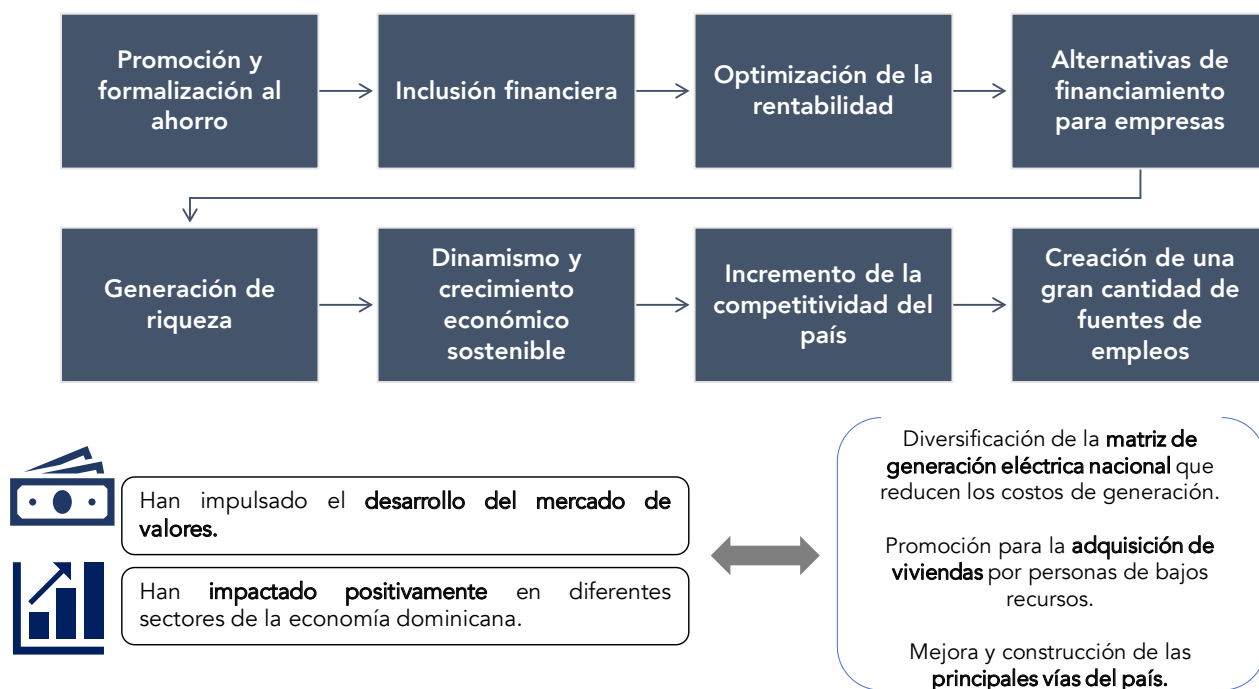 Promoción y
formalización al
ahorro
Inclusión financiera
Optimización de la
rentabilidad
Alternativas de
financiamiento
para empresas
Generación de
riqueza
Dinamismo y
crecimiento
económico
sostenible
Incremento de la
competitividad del
país
Creación de una
gran cantidad de
fuentes de
empleos
Han impulsado el desarrollo del mercado de
valores.
Han impactado positivamente en diferentes
sectores de la economía dominicana.
Diversificación de la matriz de
generación eléctrica nacional que
reducen los costos de generación.
Promoción para la adquisición de
viviendas por personas de bajos
recursos.
Mejora y construcción de las
principales vías del país.